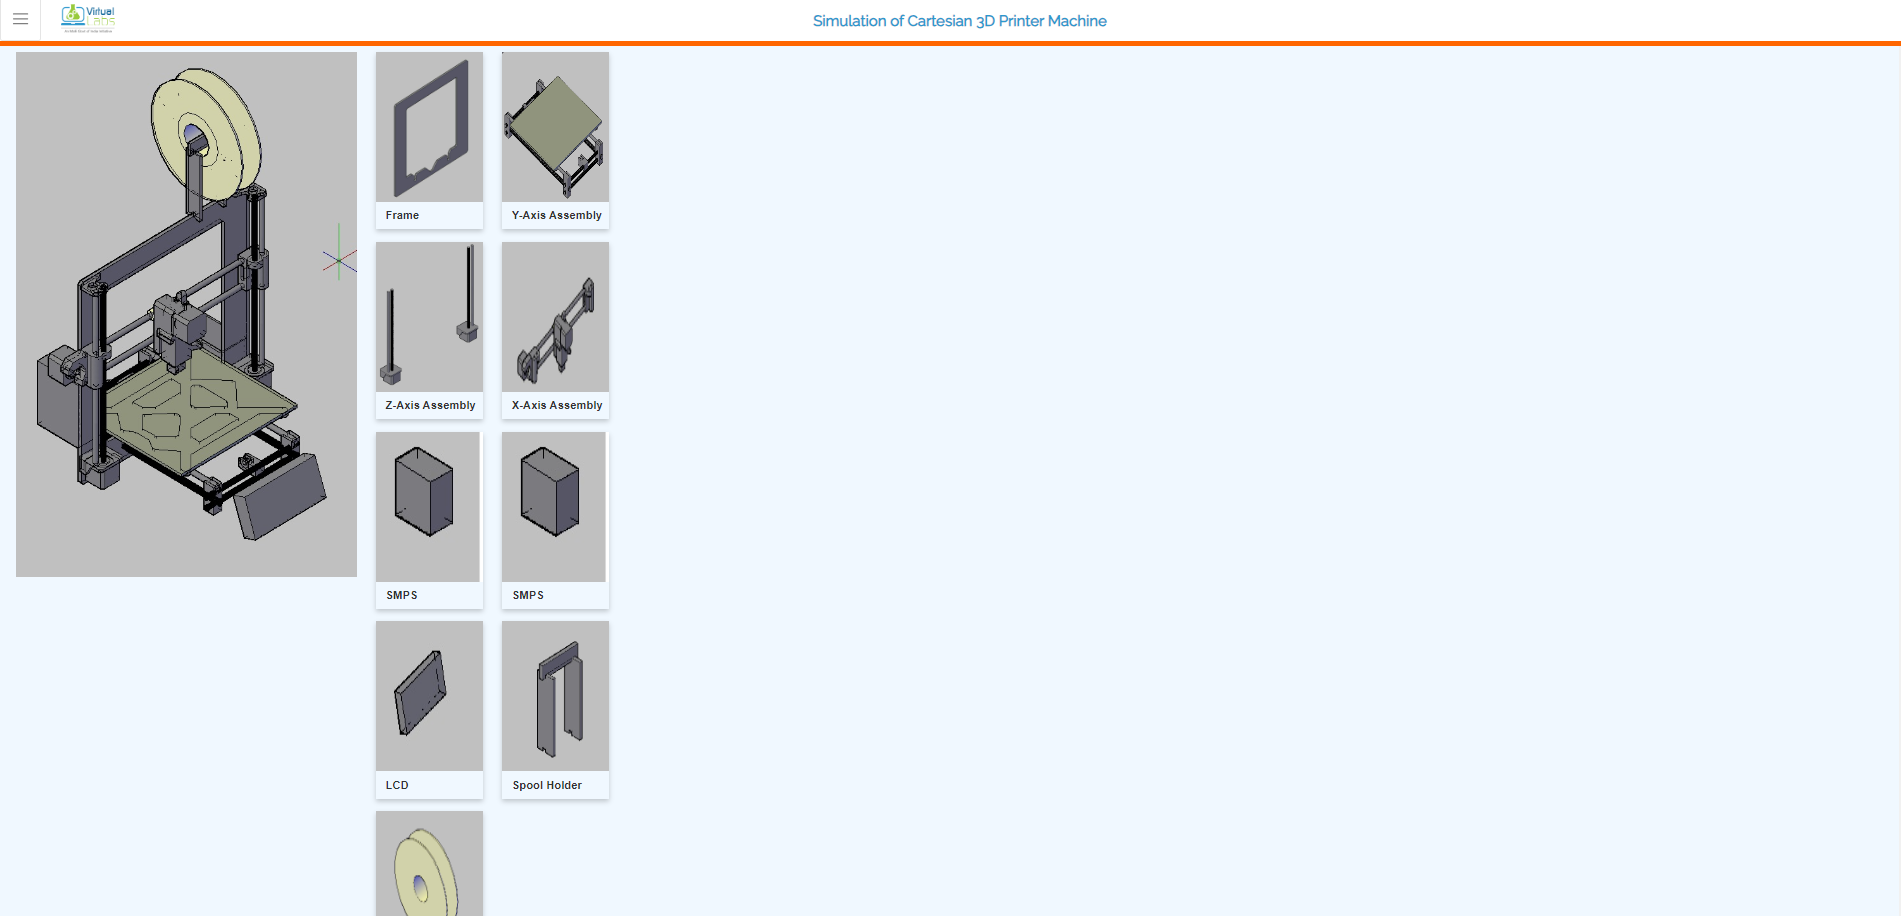 Virtual
Labs
Simulation of Cartesian 3D Printer Machine
Frame
Y-Axis Assembly
Z-Axis Assembly
X-Axis Assembly
SMPS
SMPS
LCD
Spool Holder